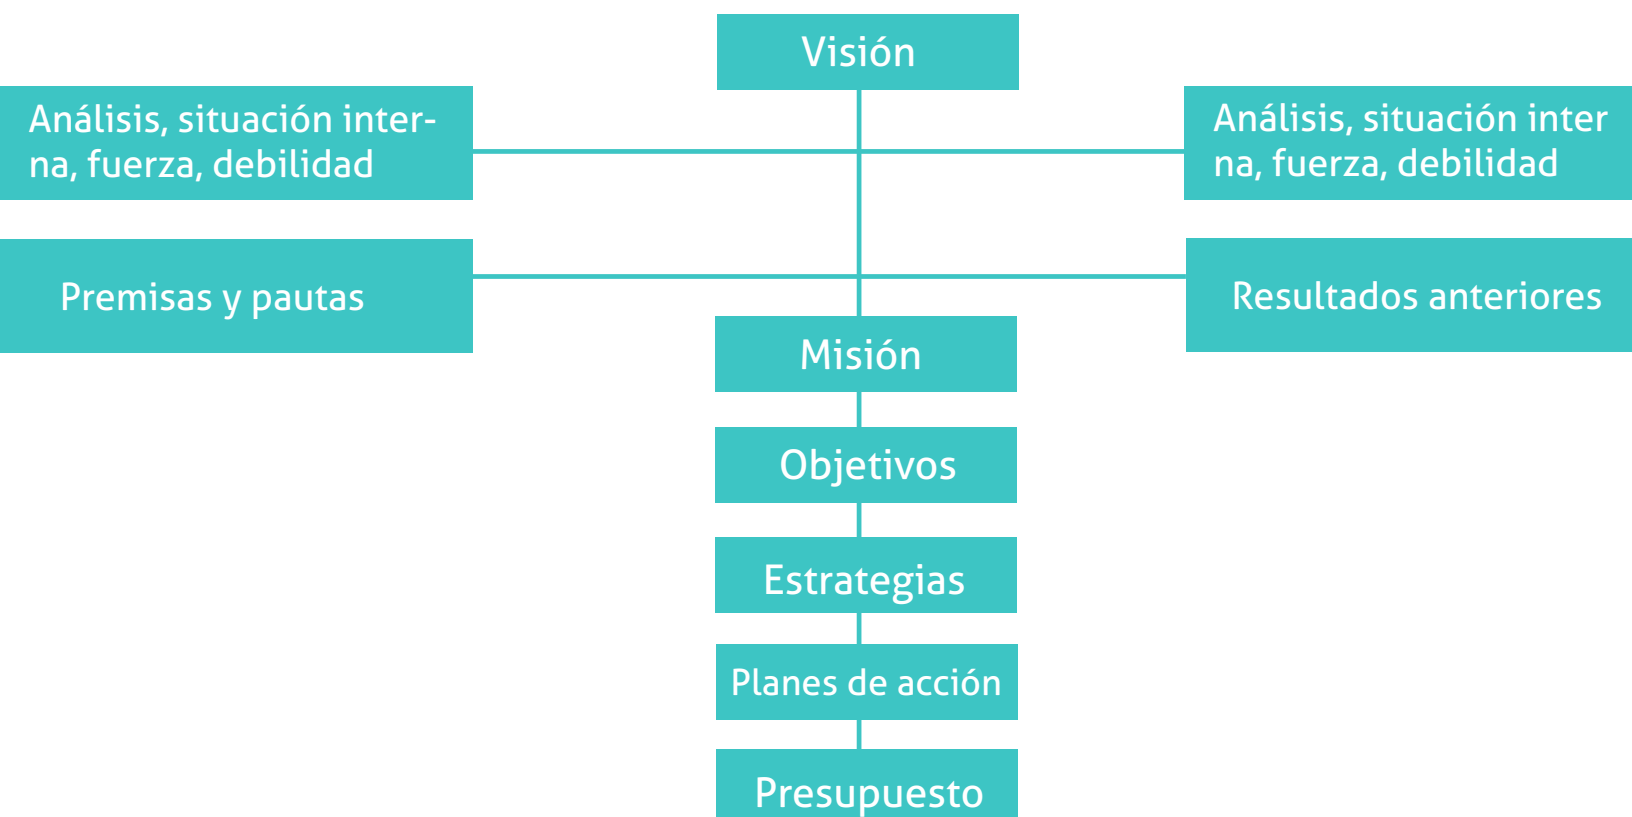 Visión
Análisis, situación inter-
na, fuerza, debilidad
Análisis, situación inter
na, fuerza, debilidad
Premisas y pautas
Resultados anteriores
Misión
Objetivos
Estrategias
Planes de acción
Presupuesto